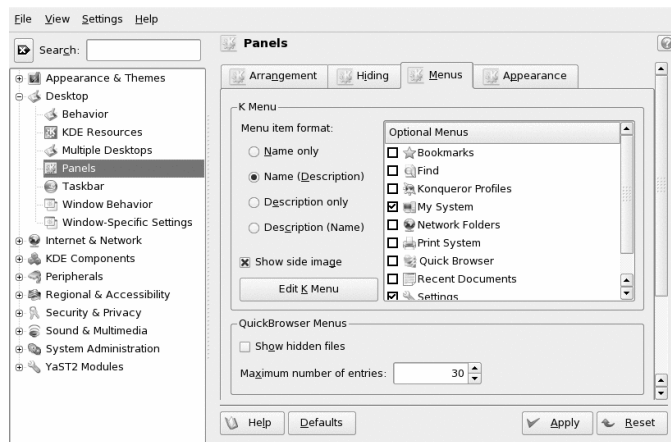 File View Settings Help
Search:
Appearance & Themes
Desktop
Behavior
KDE Resources
Multiple Desktops
Panels
Taskbar
Window Behavior
Window-Specific Settings
Internet & Network
KDE Components
Peripherals
Regional & Accessibility
Security & Privacy
Sound & Multimedia
System Administration
YaST2 Modules
Panels
Arrangement Hiding Menus Appearance
K Menu
Menu item format:
Name only
Name (Description)
Description only
Description (Name)
Show side image
Edit K Menu
Optional Menus
Bookmarks
Find
Konqueror Profiles
My System
Network Folders
Print System
Quick Browser
Recent Documents
Settings
QuickBrowser Menus
Show hidden files
Maximum number of entries: 30
Help Defaults Apply Reset